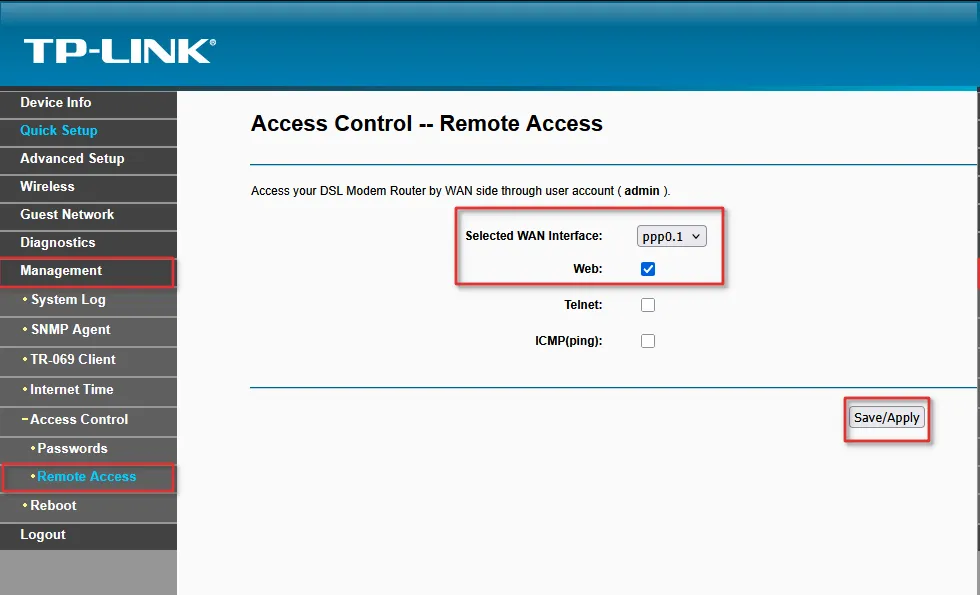 TP-LINK®
Device Info
Quick Setup
Advanced Setup
Wireless
Guest Network
Diagnostics
Management
• System Log
• SNMP Agent
• TR-069 Client
• Internet Time
–Access Control
•Passwords
•Remote Access
• Reboot
Logout
Access Control -- Remote Access
Access your DSL Modem Router by WAN side through user account ( admin ).
Selected WAN Interface: ppp0.1
Web:
Telnet:
ICMP(ping):
Save/Apply